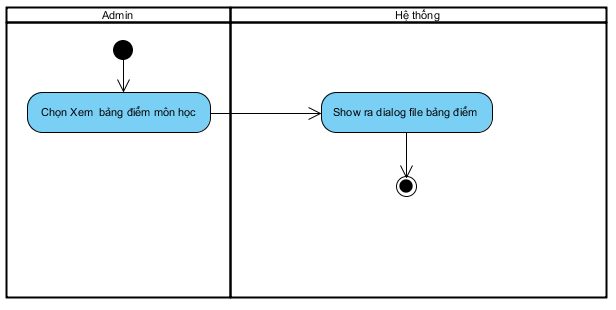 Admin
Hệ thống
Chọn Xem bảng điểm môn học
Show ra dialog file bảng điểm